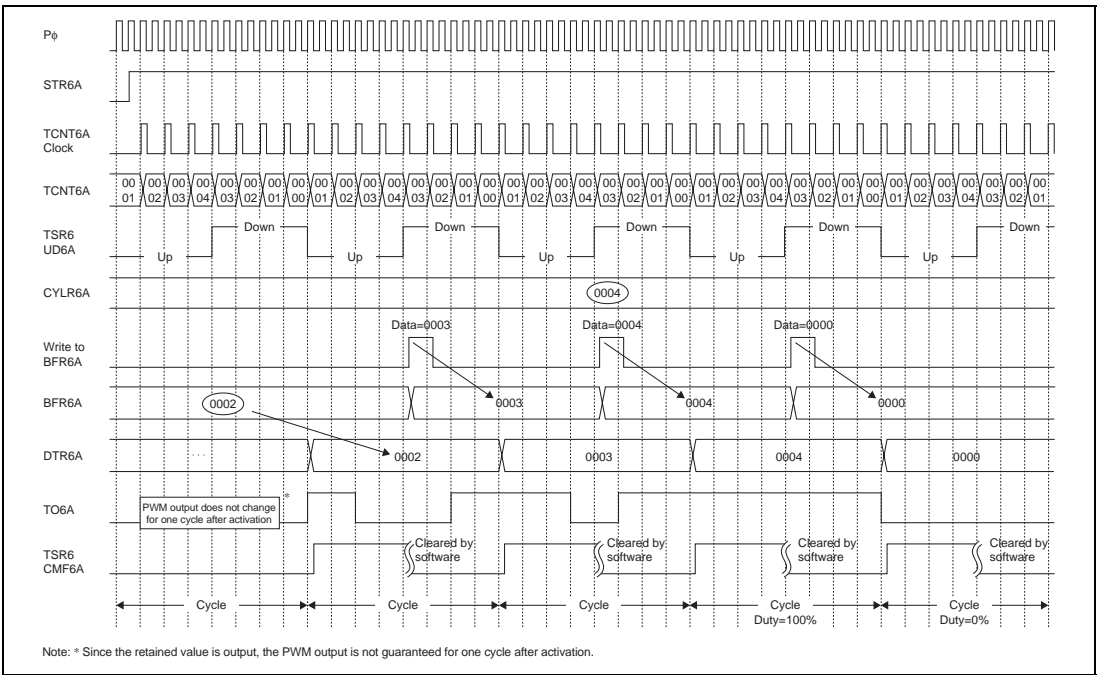 Pφ
STR6A
TCNT6A
Clock
TCNT6A
00 00 00 00 00 00 00 00 00 00 00 00 00 00 00 00 00 00 00 00 00 00 00 00 00 00 00 00 00 00 00 00 00 00 00 00 00 00 00
01 02 03 04 03 02 01 00 01 02 03 04 03 02 01 00 01 02 03 04 03 02 01 00 01 02 03 04 03 02 01 00 01 02 03 04 03 02 01
TSR6
UD6A
Up Down Up Down Up Down Up Down Up Down
CYLR6A
0004
Data=0003 Data=0004 Data=0000
Write to
BFR6A
BFR6A
0002 0003 0004 0000
DTR6A
... 0002 0003 0004 0000
TO6A
PWM output does not change
for one cycle after activation
*
TSR6
CMF6A
Cleared by
software
Cleared by
software
Cleared by
software
Cleared by
software
Cycle Cycle Cycle Cycle Cycle
Duty=100% Duty=0%
Note: * Since the retained value is output, the PWM output is not guaranteed for one cycle after activation.